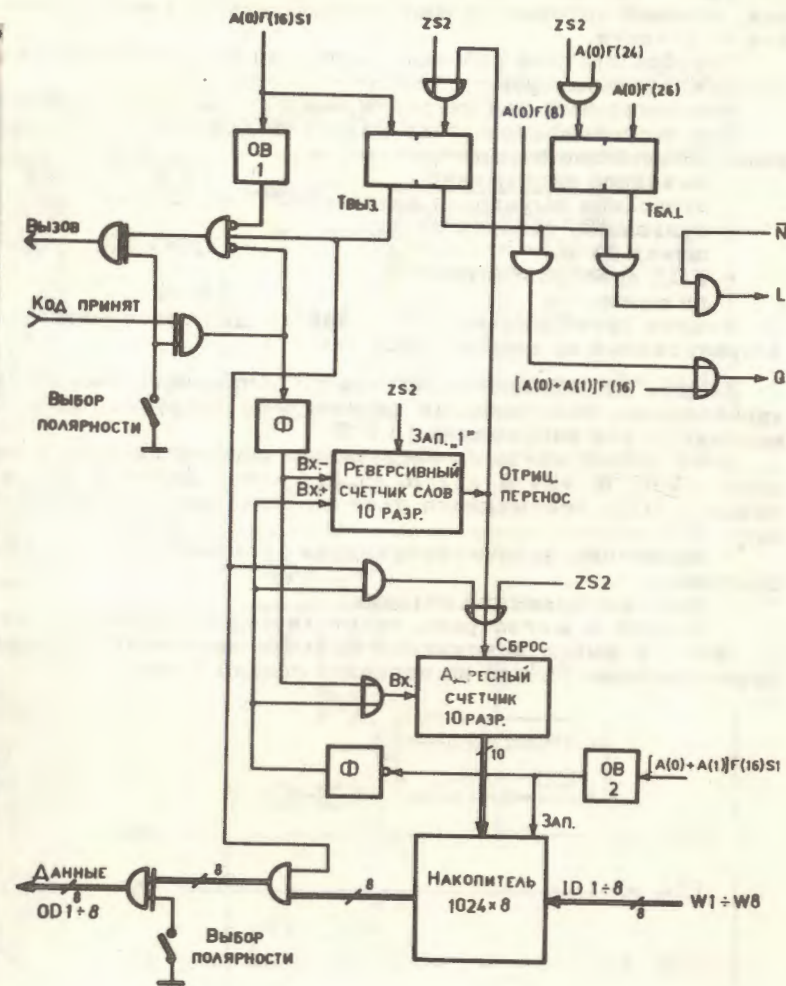 A(0)F(16)S1
ZS2
ZS2
A(0)F(24)
A(0)F(8)
A(0)F(26)
ОВ
1
Tвыз.
Tбл.L
Вызов
N̅
L
Код принят
Q
[A(0)+A(1)]F(16)
Выбор
полярности
ZS2
Ф
Зап. „1”
Вх.-
Вх.+
Реверсивный
счетчик слов
10 разр.
Отриц.
перенос
ZS2
Сброс
Вх.
Адресный
счетчик
10 разр.
10
Ф
ОВ
2
[A(0)+A(1)]F(16)S1
Зап.
Данные
8
OD1÷8
8
8
Накопитель
1024×8
ID 1÷8
8
W1÷W8
Выбор
полярности